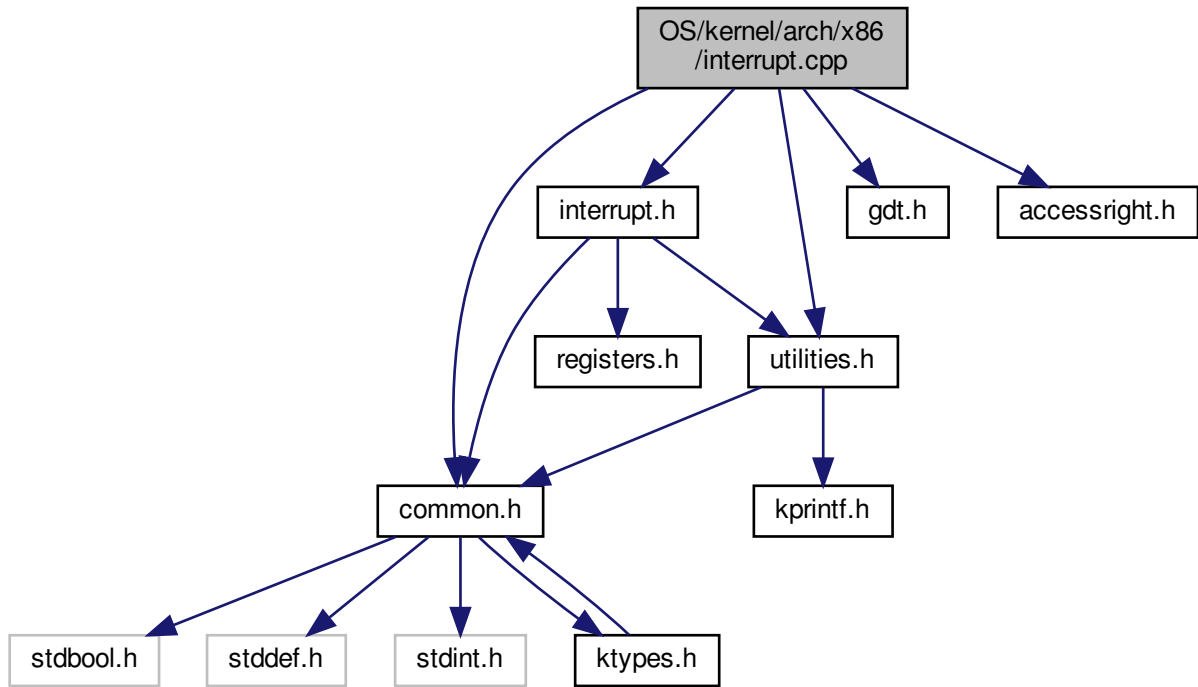 OS/kernel/arch/x86
/interrupt.cpp
interrupt.h
gdt.h
accessright.h
registers.h
utilities.h
common.h
kprintf.h
stdbool.h
stddef.h
stdint.h
ktypes.h